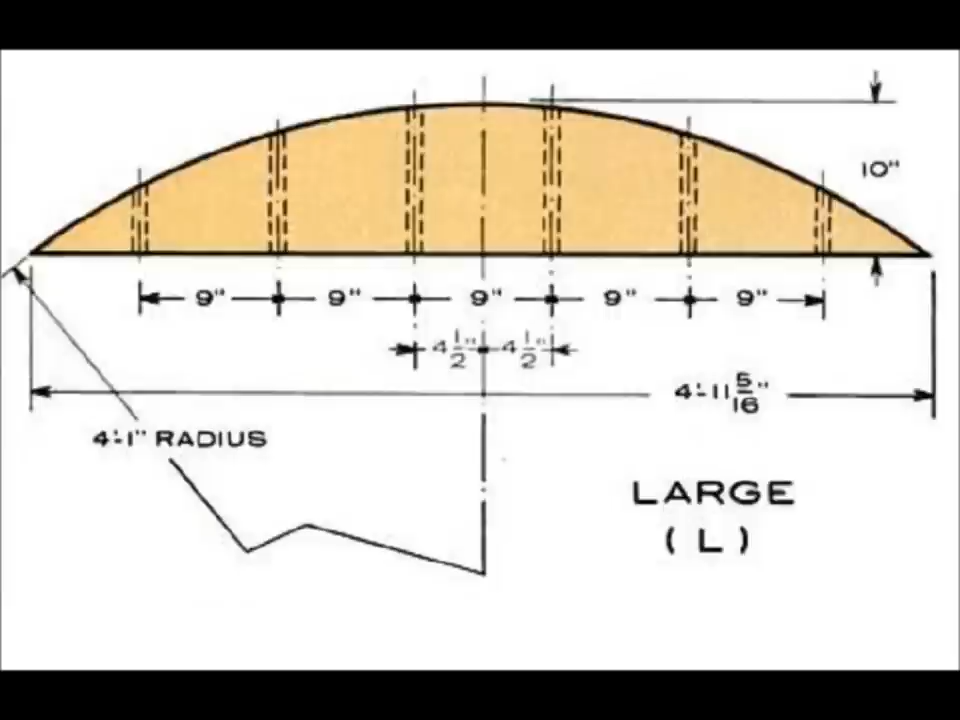 10"
9" 9" 9" 9" 9"
4 1/2" 4 1/2"
4'-11 5/16"
4'-1" RADIUS
LARGE
( L )